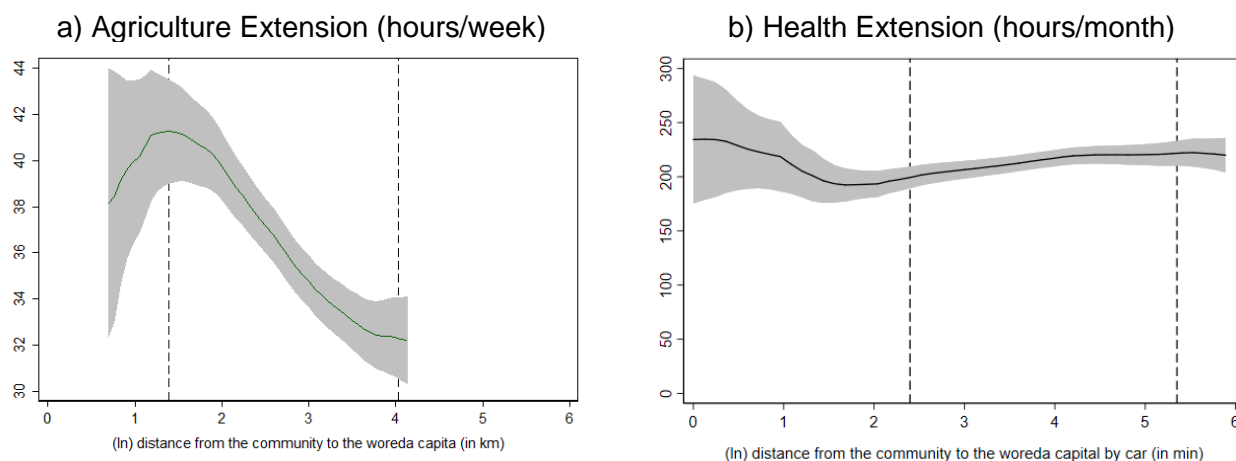 a) Agriculture Extension (hours/week)
44
42
40
38
36
34
32
30
0 1 2 3 4 5 6
(ln) distance from the community to the woreda capita (in km)
b) Health Extension (hours/month)
300
250
200
150
100
50
0
0 1 2 3 4 5 6
(ln) distance from the community to the woreda capital by car (in min)